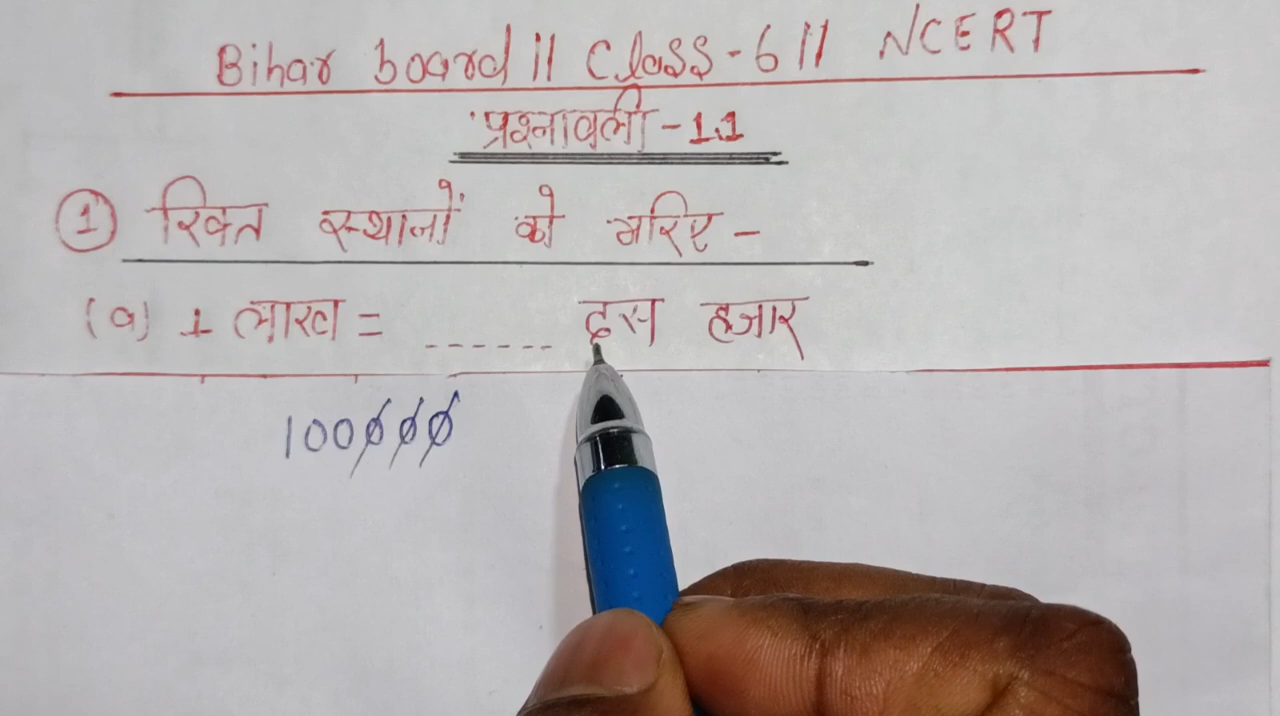 Bihar board || Class-6 || NCERT
प्रश्नावली-1.1
(1) रिक्त स्थानों को भरिए -
(a) 1 लाख = ...... दस हजार
100000